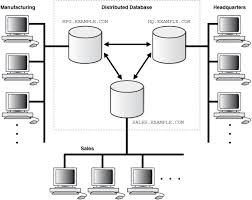 Manufacturing
Distributed Database
Headquarters
MFG.EXAMPLE.COM
HQ.EXAMPLE.COM
SALES.EXAMPLE.COM
Sales